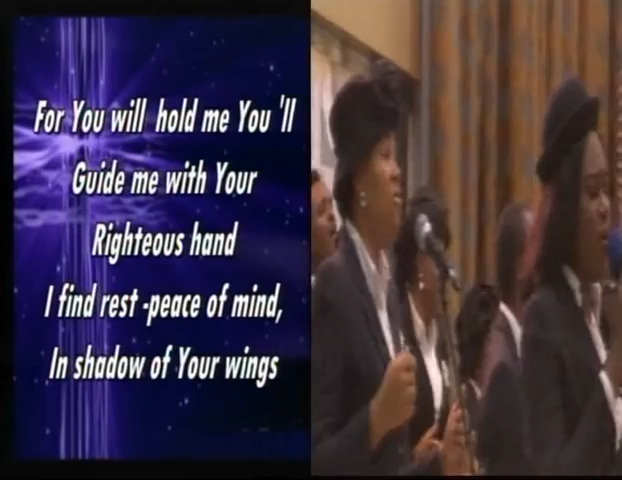 For You will hold me You 'll
Guide me with Your
Righteous hand
I find rest -peace of mind,
In shadow of Your wings